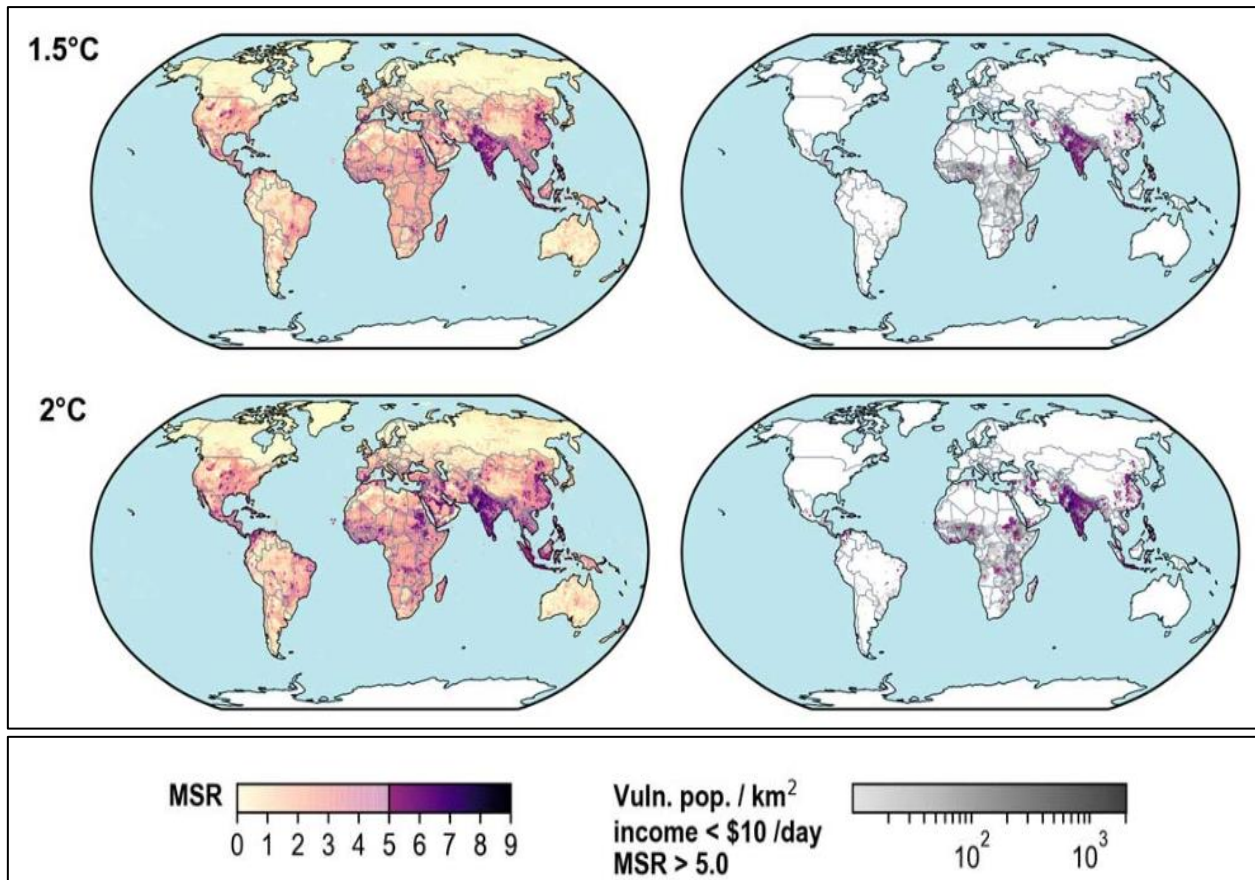 1.5°C
2°C
MSR
0 1 2 3 4 5 6 7 8 9
Vuln. pop. / km²
income < $10 /day
MSR > 5.0
10² 10³